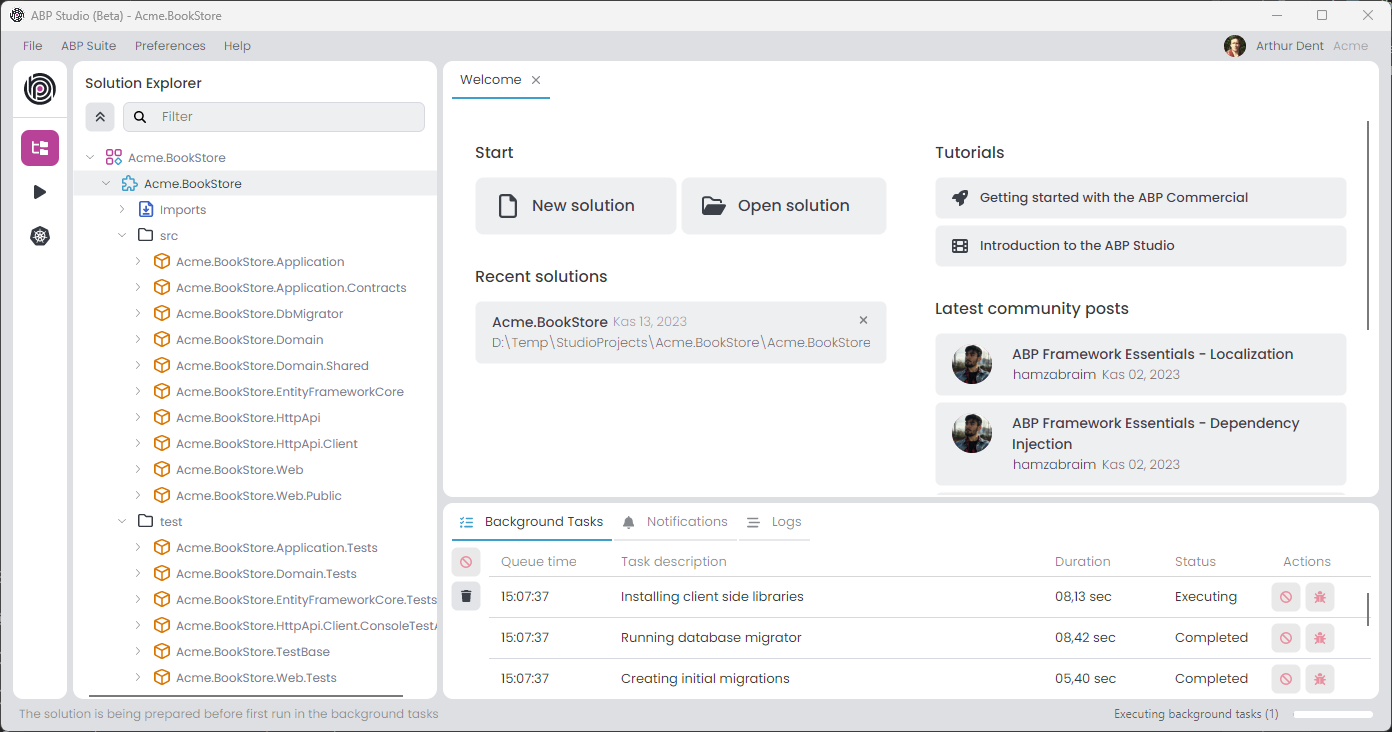 ABP Studio (Beta) - Acme.BookStore
File ABP Suite Preferences Help
Arthur Dent Acme
Solution Explorer
Filter
Acme.BookStore
Acme.BookStore
Imports
src
Acme.BookStore.Application
Acme.BookStore.Application.Contracts
Acme.BookStore.DbMigrator
Acme.BookStore.Domain
Acme.BookStore.Domain.Shared
Acme.BookStore.EntityFrameworkCore
Acme.BookStore.HttpApi
Acme.BookStore.HttpApi.Client
Acme.BookStore.Web
Acme.BookStore.Web.Public
test
Acme.BookStore.Application.Tests
Acme.BookStore.Domain.Tests
Acme.BookStore.EntityFrameworkCore.Tests
Acme.BookStore.HttpApi.Client.ConsoleTestA
Acme.BookStore.TestBase
Acme.BookStore.Web.Tests
Welcome
Start
New solution
Open solution
Recent solutions
Acme.BookStore Kas 13, 2023
D:\Temp\StudioProjects\Acme.BookStore\Acme.BookStore
Tutorials
Getting started with the ABP Commercial
Introduction to the ABP Studio
Latest community posts
ABP Framework Essentials - Localization
hamzabraim Kas 02, 2023
ABP Framework Essentials - Dependency
Injection
hamzabraim Kas 02, 2023
Background Tasks Notifications Logs
Queue time Task description Duration Status Actions
15:07:37 Installing client side libraries 08,13 sec Executing
15:07:37 Running database migrator 08,42 sec Completed
15:07:37 Creating initial migrations 05,40 sec Completed
The solution is being prepared before first run in the background tasks
Executing background tasks (1)